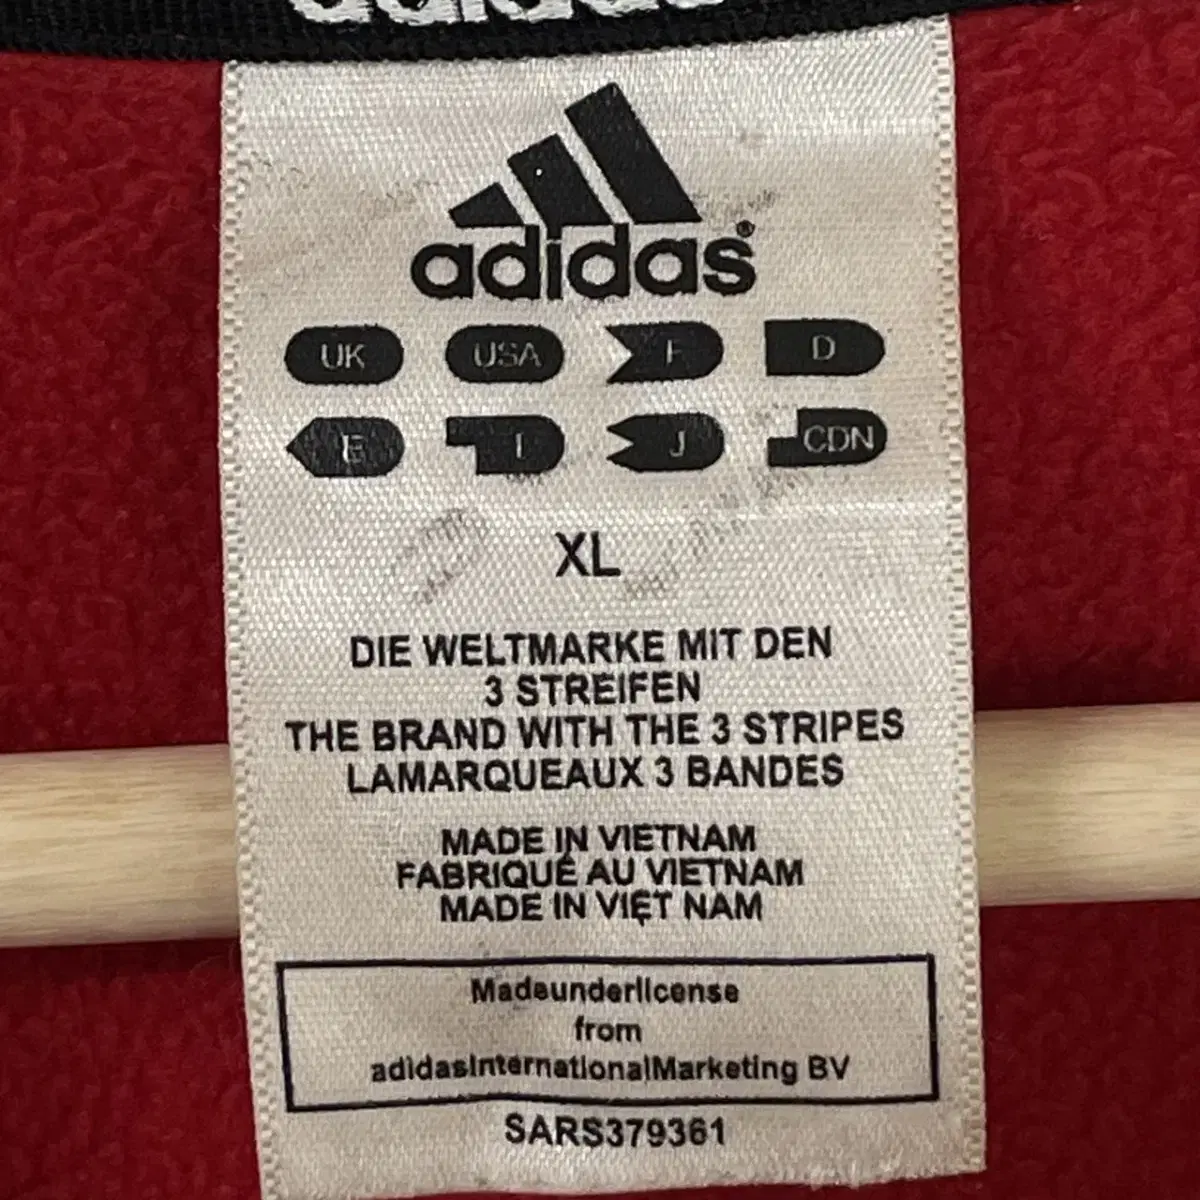 adidas
adidas®
UK USA F D
E I J CDN
XL
DIE WELTMARKE MIT DEN
3 STREIFEN
THE BRAND WITH THE 3 STRIPES
LAMARQUEAUX 3 BANDES
MADE IN VIETNAM
FABRIQUÉ AU VIETNAM
MADE IN VIỆT NAM
Madeunderlicense
from
adidasInternationalMarketing BV
SARS379361